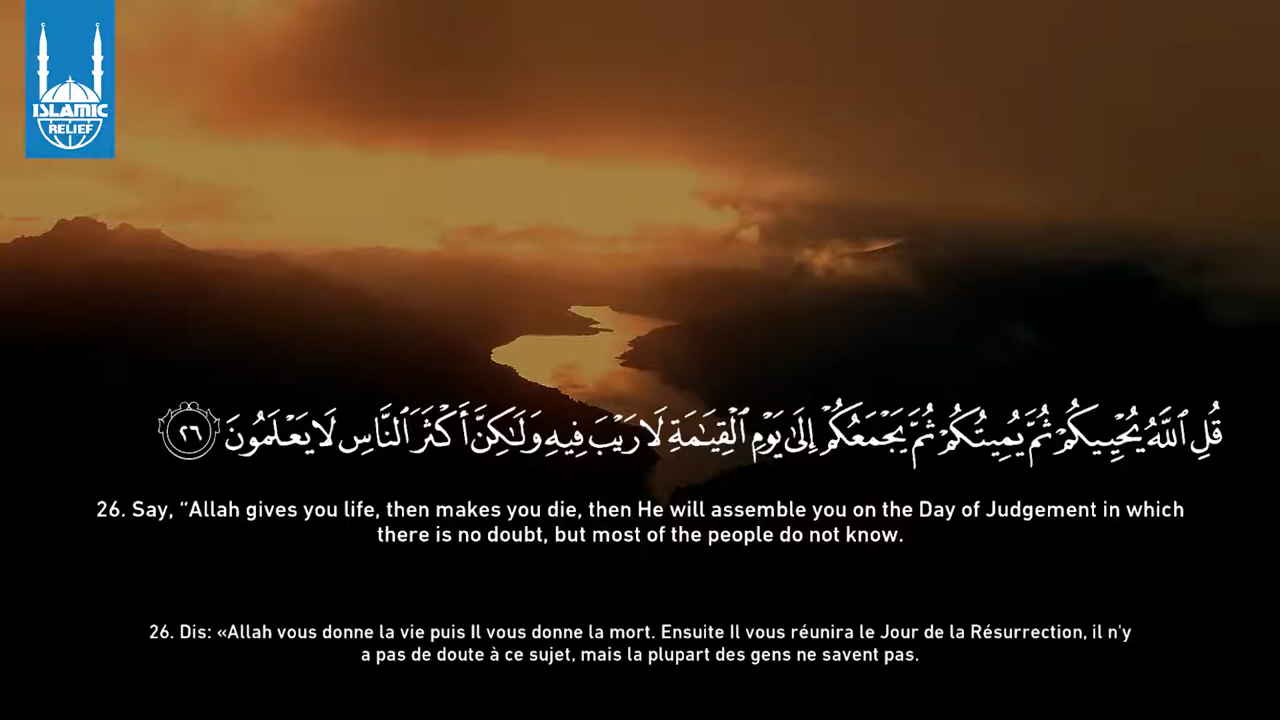 ISLAMIC
RELIEF
قُلِ ٱللَّهُ يُحْيِيكُمْ ثُمَّ يُمِيتُكُمْ ثُمَّ يَجْمَعُكُمْ إِلَىٰ يَوْمِ ٱلْقِيَـٰمَةِ لَا رَيْبَ فِيهِ وَلَـٰكِنَّ أَكْثَرَ ٱلنَّاسِ لَا يَعْلَمُونَ ٢٦
26. Say, “Allah gives you life, then makes you die, then He will assemble you on the Day of Judgement in which
there is no doubt, but most of the people do not know.
26. Dis: «Allah vous donne la vie puis Il vous donne la mort. Ensuite Il vous réunira le Jour de la Résurrection, il n'y
a pas de doute à ce sujet, mais la plupart des gens ne savent pas.